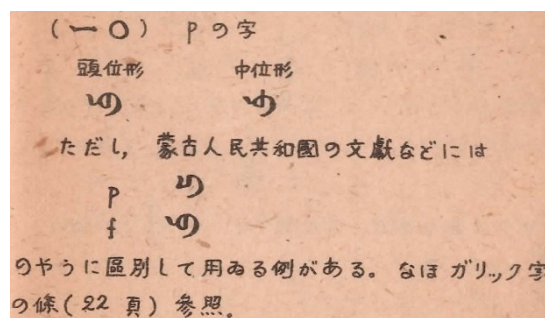 (一〇) pの字
頭位形 中位形
ᠫ ᠫ
ただし, 蒙古人民共和國の文獻などには
p
f
のやうに區別して用ゐる例がある。なほ ガリック字
の條(22頁) 參照。